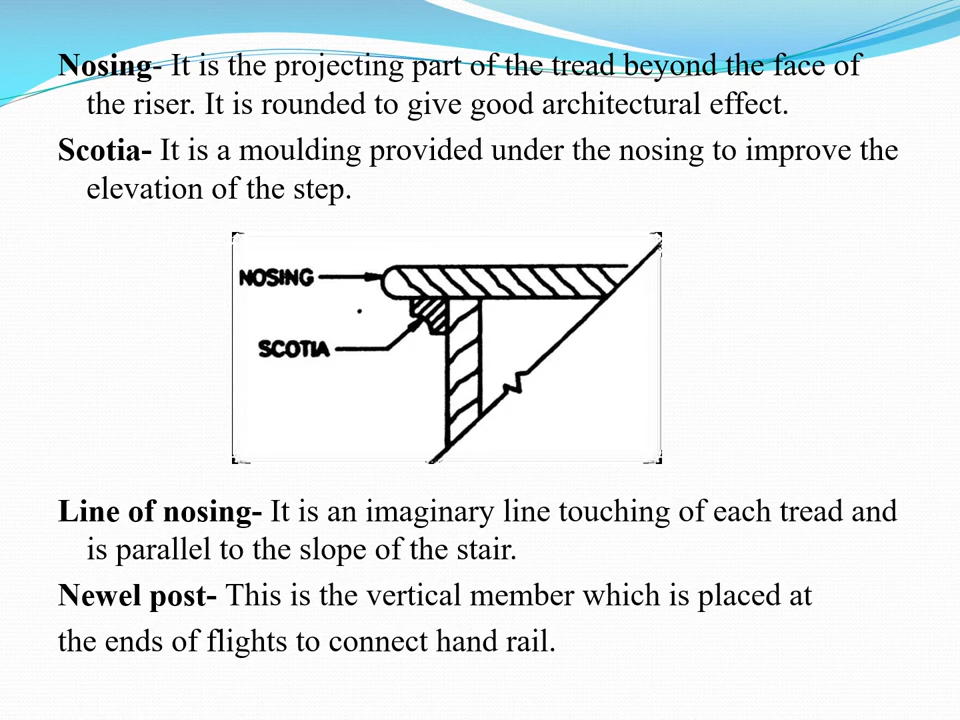 Nosing- It is the projecting part of the tread beyond the face of
the riser. It is rounded to give good architectural effect.
Scotia- It is a moulding provided under the nosing to improve the
elevation of the step.
NOSING
SCOTIA
Line of nosing- It is an imaginary line touching of each tread and
is parallel to the slope of the stair.
Newel post- This is the vertical member which is placed at
the ends of flights to connect hand rail.